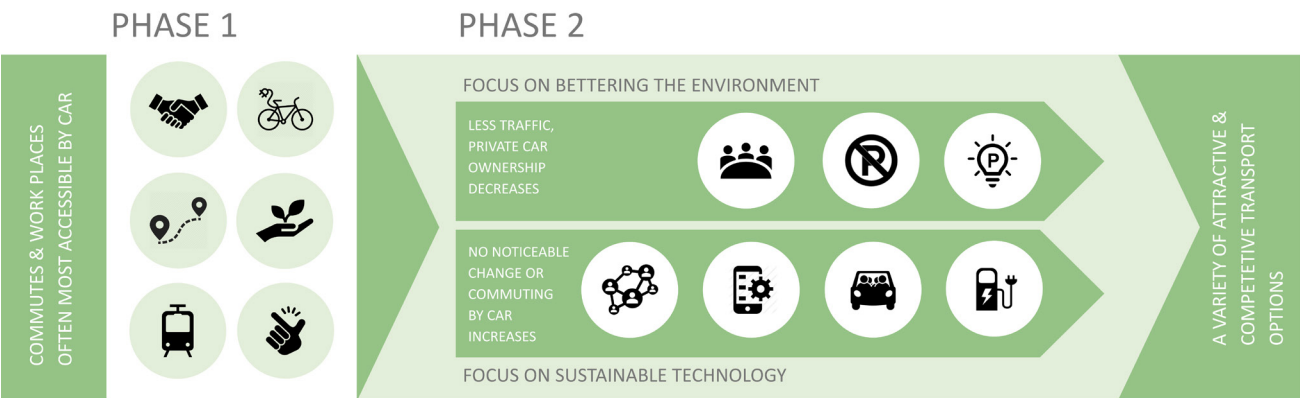 PHASE 1
PHASE 2
COMMUTES & WORK PLACES
OFTEN MOST ACCESSIBLE BY CAR
FOCUS ON BETTERING THE ENVIRONMENT
LESS TRAFFIC,
PRIVATE CAR
OWNERSHIP
DECREASES
P
P
NO NOTICEABLE
CHANGE OR
COMMUTING
BY CAR
INCREASES
FOCUS ON SUSTAINABLE TECHNOLOGY
A VARIETY OF ATTRACTIVE &
COMPETETIVE TRANSPORT
OPTIONS